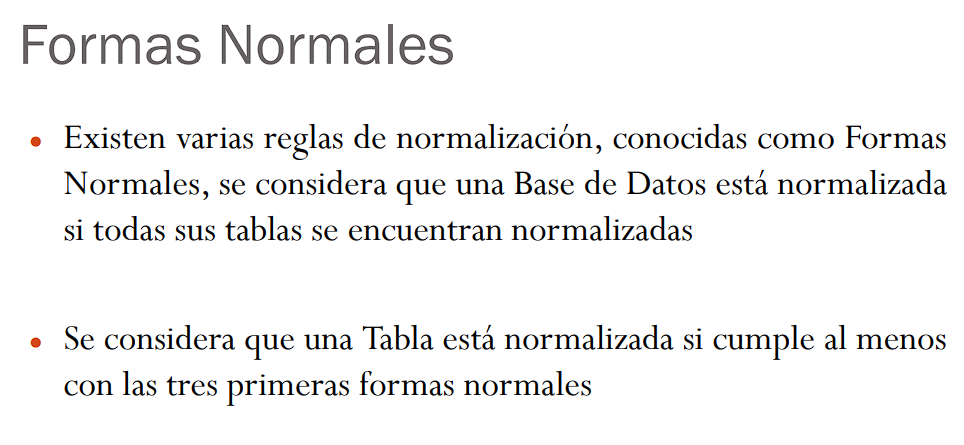 Formas Normales
• Existen varias reglas de normalización, conocidas como Formas
Normales, se considera que una Base de Datos está normalizada
si todas sus tablas se encuentran normalizadas
• Se considera que una Tabla está normalizada si cumple al menos
con las tres primeras formas normales